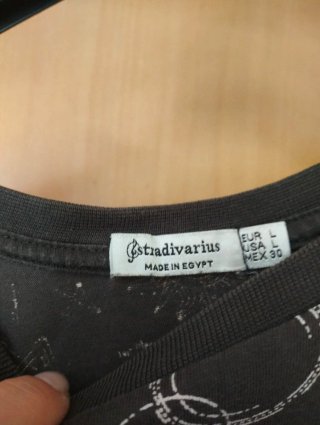 stradivarius
MADE IN EGYPT
EUR L
USA L
MEX 30